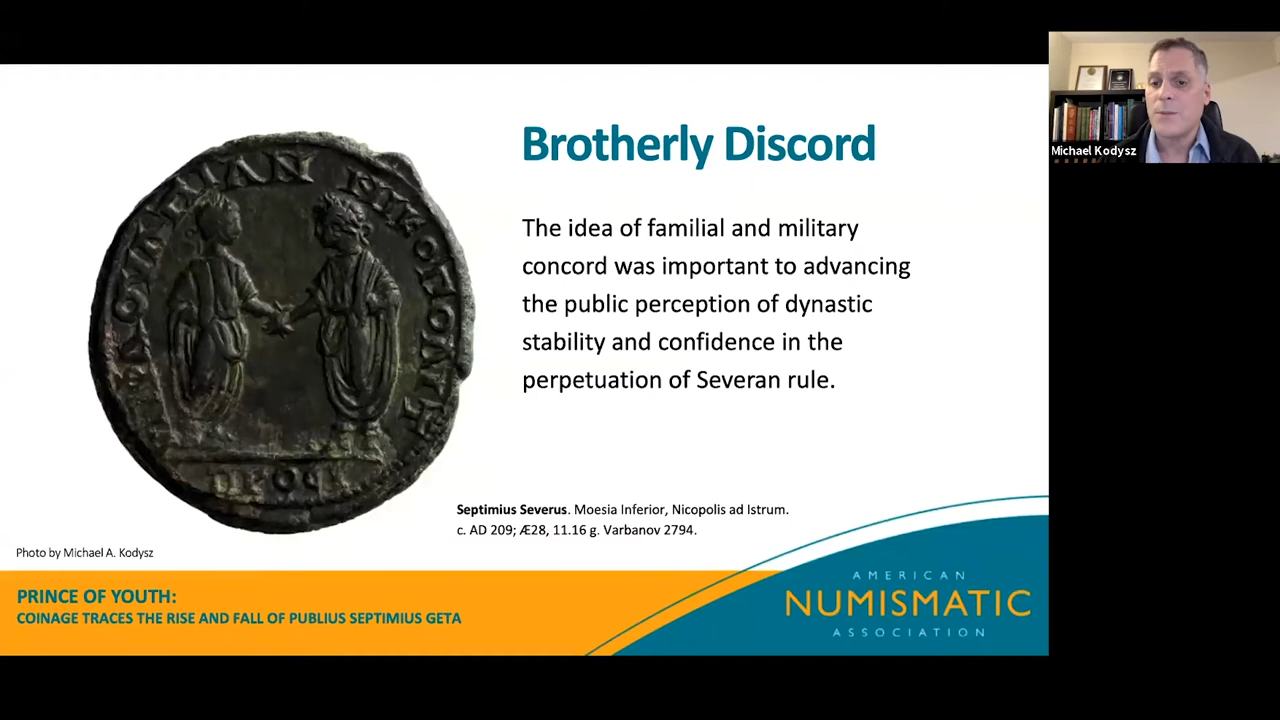 Brotherly Discord
The idea of familial and military
concord was important to advancing
the public perception of dynastic
stability and confidence in the
perpetuation of Severan rule.
Septimius Severus. Moesia Inferior, Nicopolis ad Istrum.
c. AD 209; Æ28, 11.16 g. Varbanov 2794.
Photo by Michael A. Kodysz
PRINCE OF YOUTH:
COINAGE TRACES THE RISE AND FALL OF PUBLIUS SEPTIMIUS GETA
AMERICAN
NUMISMATIC
ASSOCIATION
Michael Kodysz